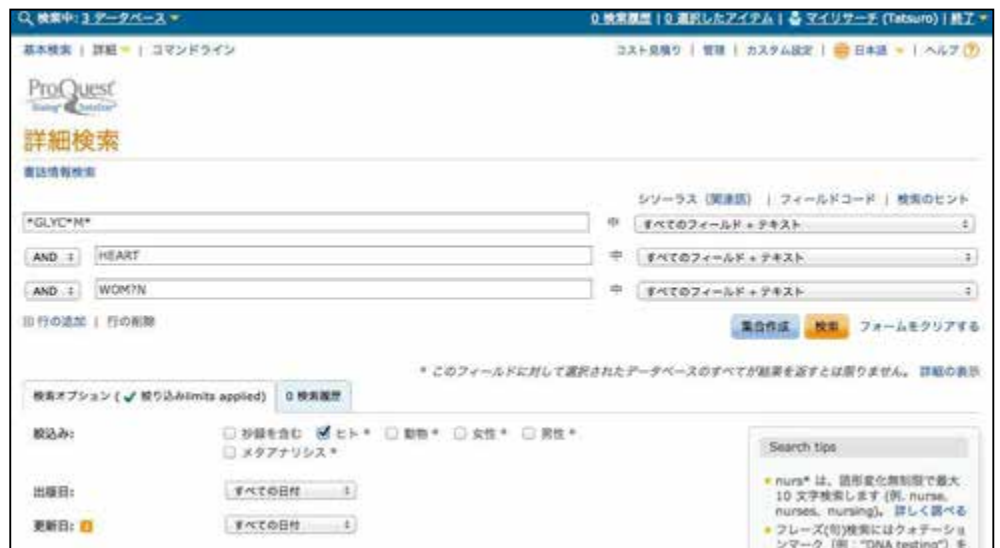 検索中: 3 データベース
0 検索履歴 | 0 選択したアイテム | マイリサーチ (Tatsuro) | 終了
基本検索 | 詳細 | コマンドライン
コスト見積り | 管理 | カスタム設定 | 日本語 | ヘルプ ?
ProQuest
Dialog DataStar
詳細検索
書誌情報検索
シソーラス (関連語) | フィールドコード | 検索のヒント
*GLYC*M* 中 すべてのフィールド + テキスト
AND HEART 中 すべてのフィールド + テキスト
AND WOM?N 中 すべてのフィールド + テキスト
行の追加 | 行の削除
集合作成 検索 フォームをクリアする
* このフィールドに対して選択されたデータベースのすべてが結果を返すとは限りません。 詳細の表示
検索オプション ( ✔ 絞り込みlimits applied) 0 検索履歴
絞込み: 抄録を含む ヒト * 動物 * 女性 * 男性 *
メタアナリシス *
出版日: すべての日付
更新日: すべての日付
Search tips
nurs* は、語形変化無制限で最大
10 文字検索します (例. nurse,
nurses, nursing)。 詳しく調べる
フレーズ(句)検索にはクォテーショ
ンマーク (例: "DNA testing") を